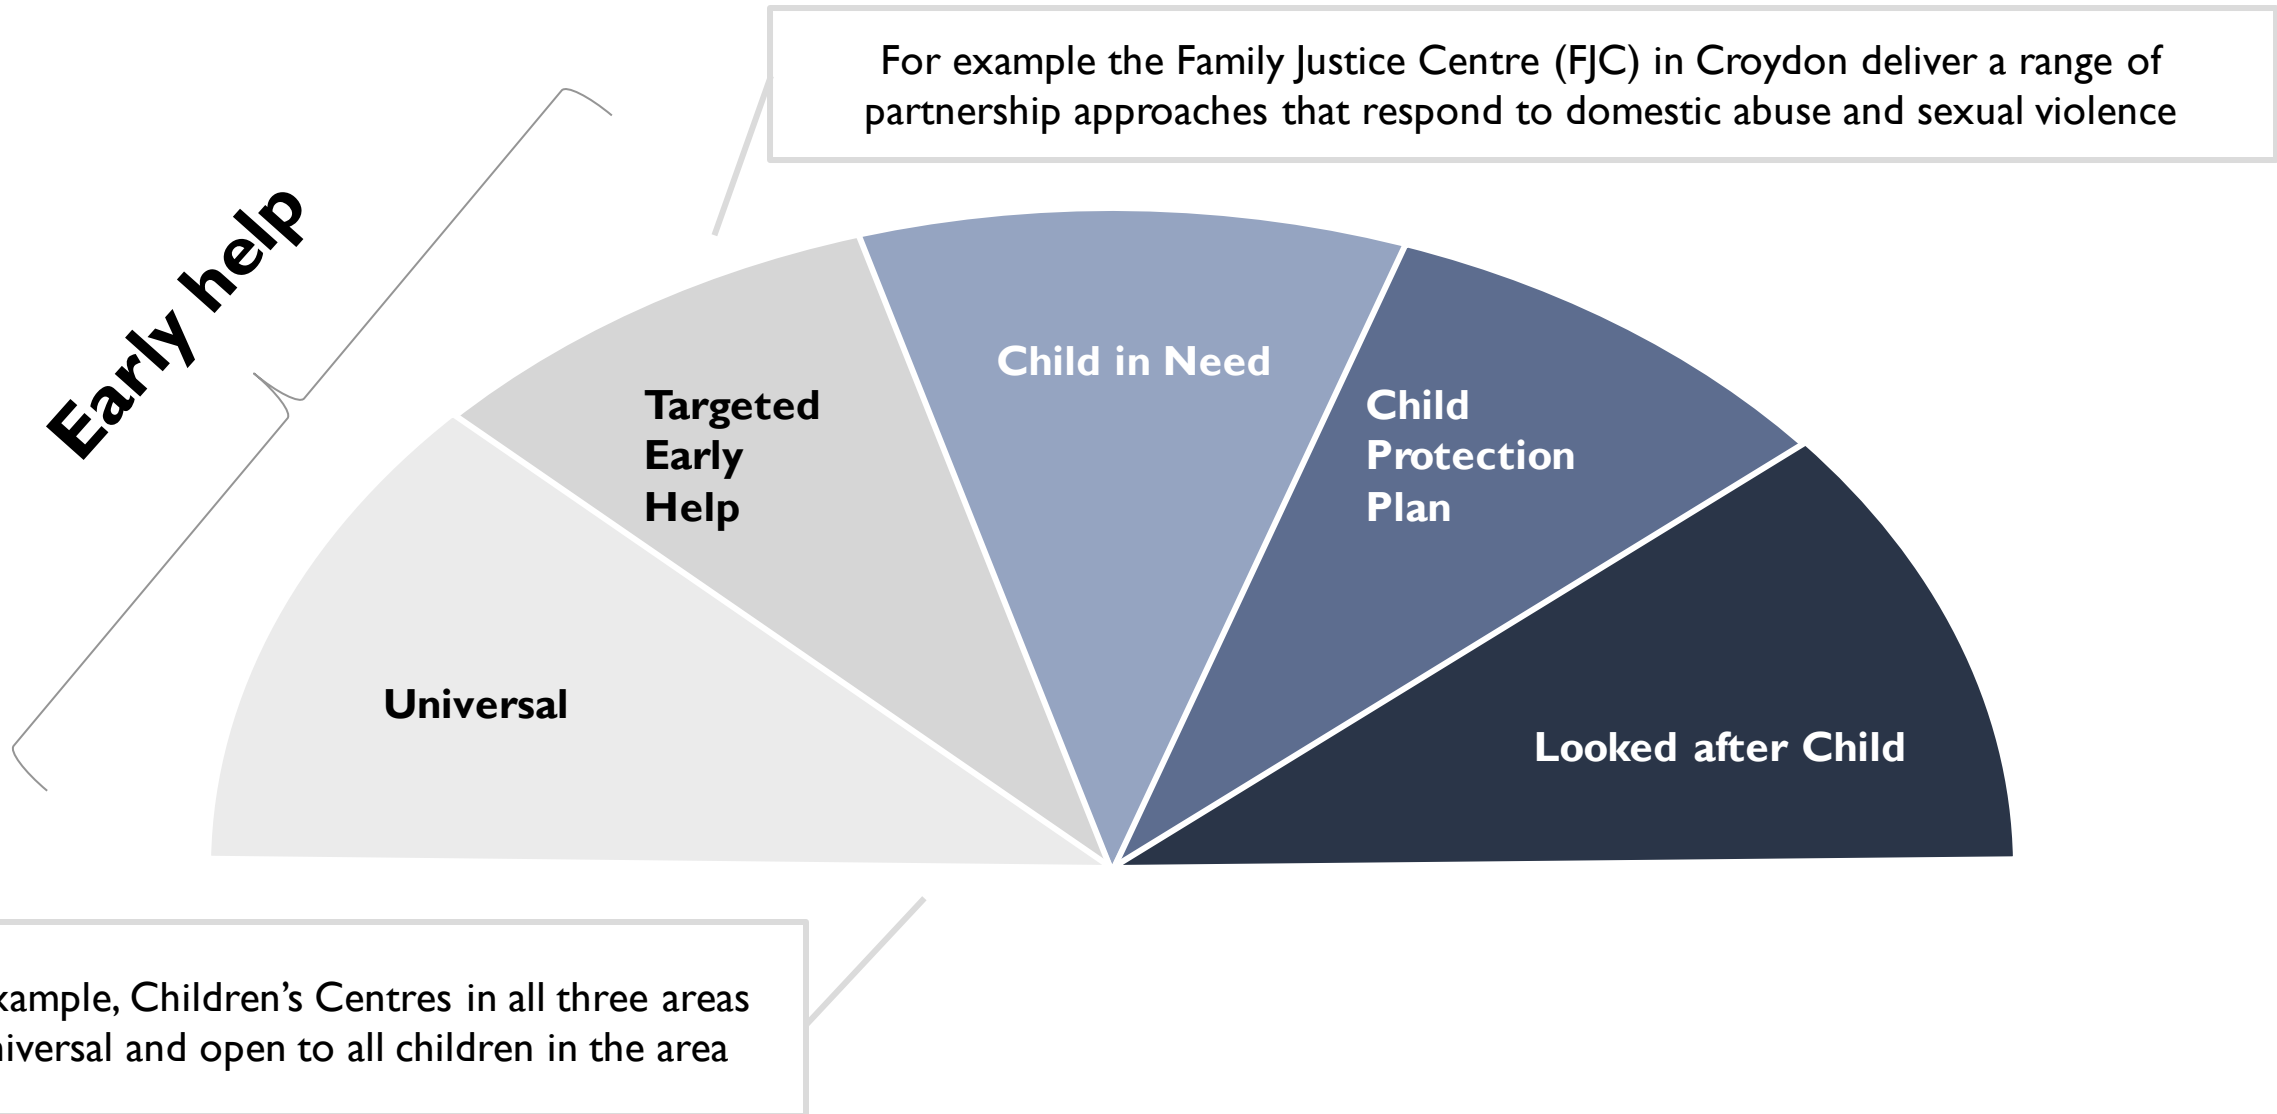 For example the Family Justice Centre (FJC) in Croydon deliver a range of
partnership approaches that respond to domestic abuse and sexual violence
Early help
Child in Need
Targeted
Early
Help
Child
Protection
Plan
Universal
Looked after Child
xample, Children’s Centres in all three areas
niversal and open to all children in the area